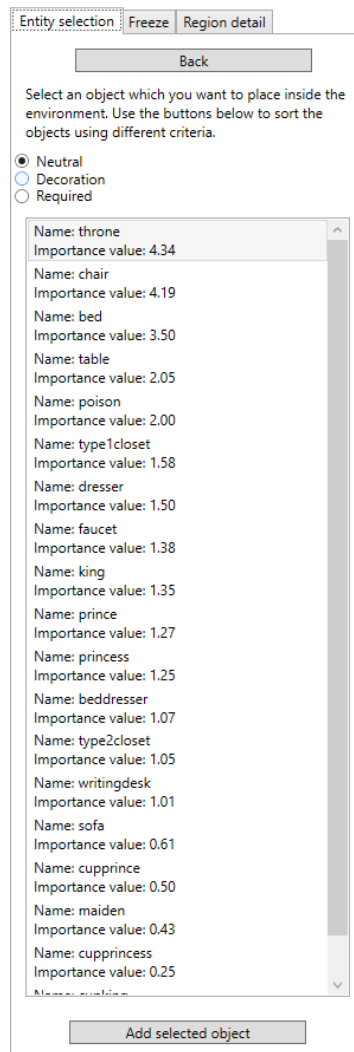 Entity selection Freeze Region detail
Back
Select an object which you want to place inside the
environment. Use the buttons below to sort the
objects using different criteria.
Neutral
Decoration
Required
Name: throne
Importance value: 4.34
Name: chair
Importance value: 4.19
Name: bed
Importance value: 3.50
Name: table
Importance value: 2.05
Name: poison
Importance value: 2.00
Name: type1closet
Importance value: 1.58
Name: dresser
Importance value: 1.50
Name: faucet
Importance value: 1.38
Name: king
Importance value: 1.35
Name: prince
Importance value: 1.27
Name: princess
Importance value: 1.25
Name: beddresser
Importance value: 1.07
Name: type2closet
Importance value: 1.05
Name: writingdesk
Importance value: 1.01
Name: sofa
Importance value: 0.61
Name: cupprince
Importance value: 0.50
Name: maiden
Importance value: 0.43
Name: cupprincess
Importance value: 0.25
Add selected object